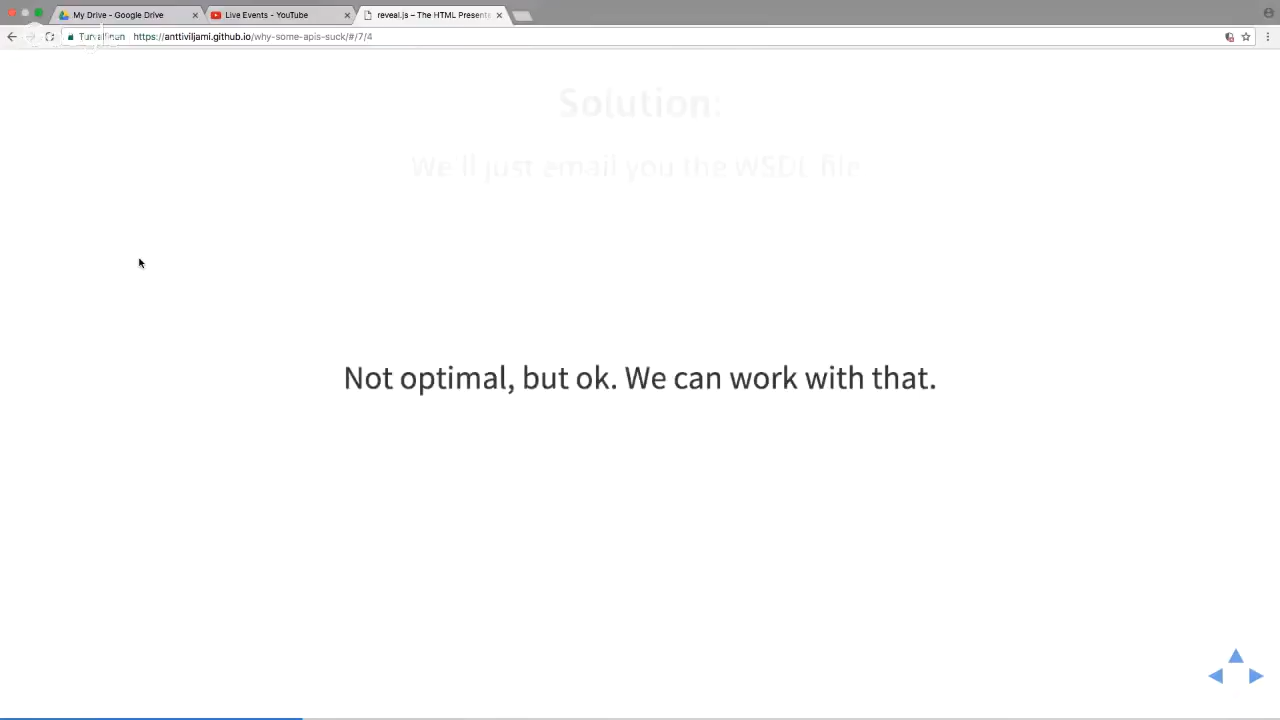 My Drive - Google Drive
Live Events - YouTube
reveal.js – The HTML Present
Turvallinen https://anttiviljami.github.io/why-some-apis-suck/#/7/4
Solution:
We'll just email you the WSDL file
Not optimal, but ok. We can work with that.